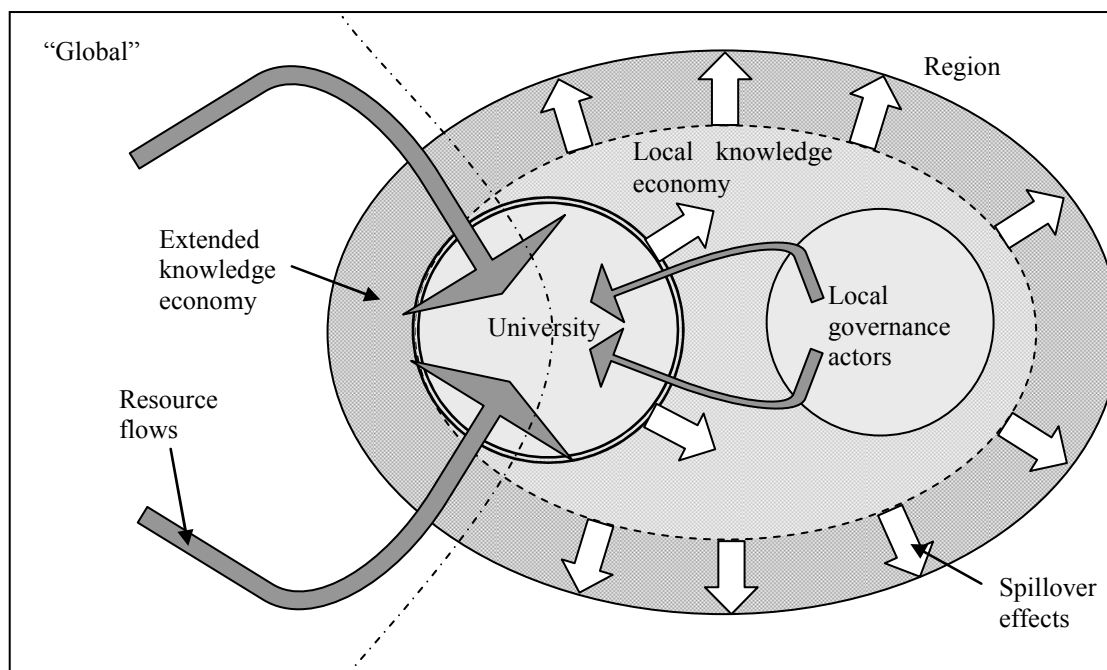 “Global”
Region
Local knowledge
economy
Extended
knowledge
economy
University
Local
governance
actors
Resource
flows
Spillover
effects